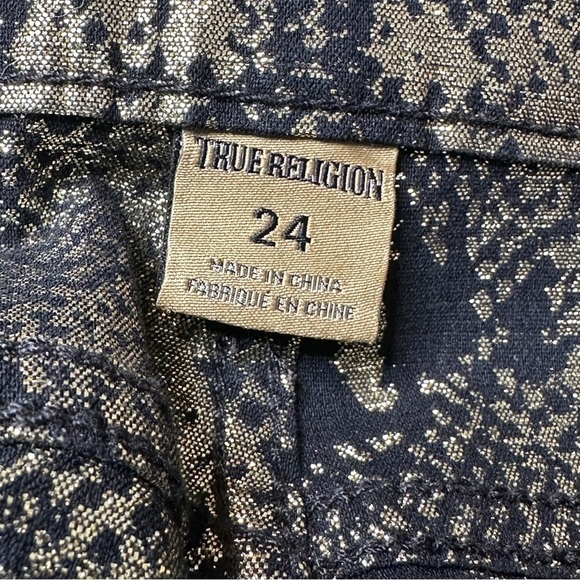 TRUE RELIGION
24
MADE IN CHINA
FABRIQUE EN CHINE